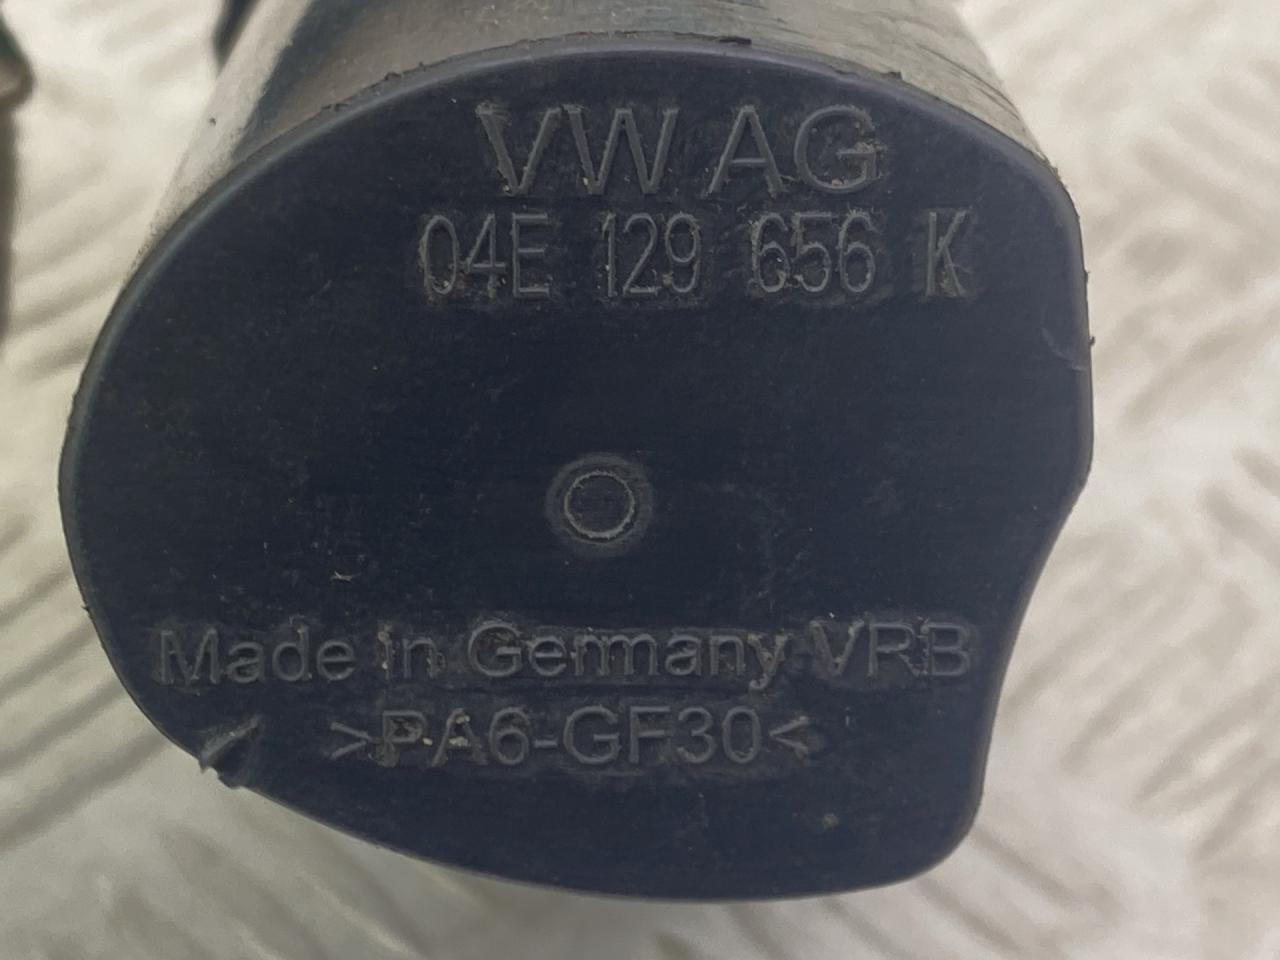 VW AG
04E 129 656 K
Made in Germany VRB
>PA6-GF30<